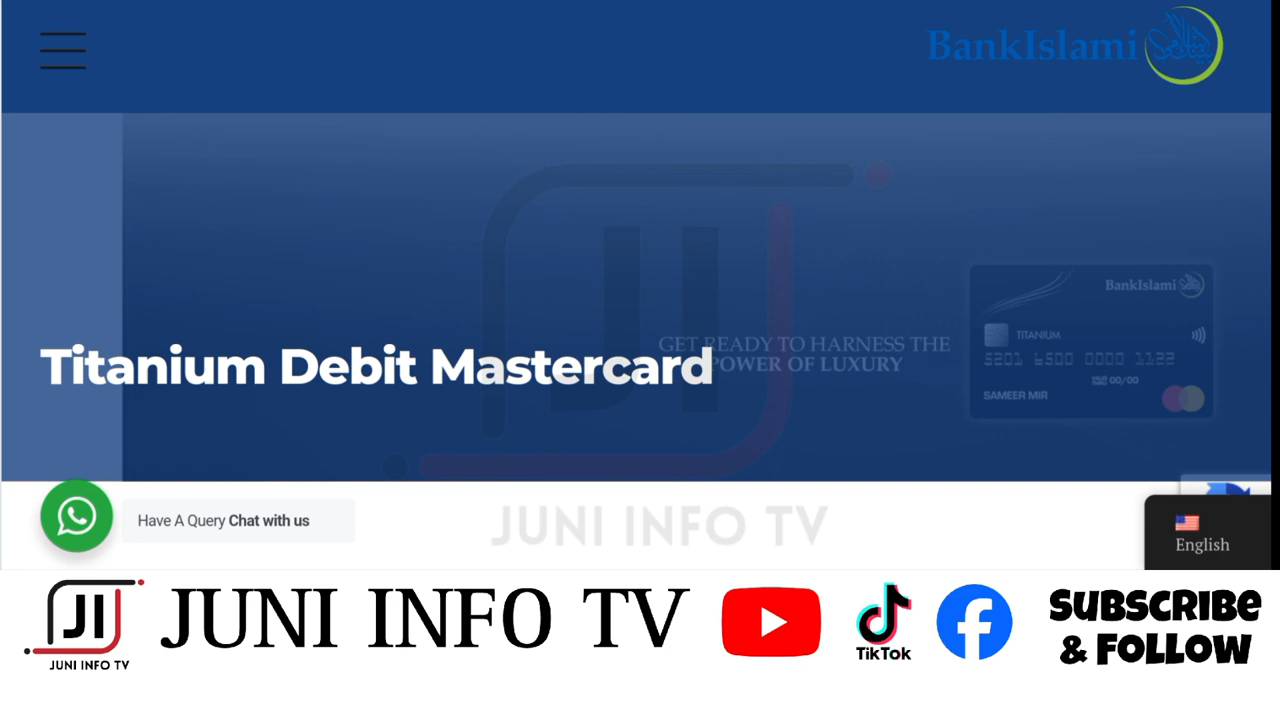 BankIslami
BankIslami
TITANIUM
GET READY TO HARNESS THE
POWER OF LUXURY
5201 6500 0000 1122
00/00
SAMEER MIR
Titanium Debit Mastercard
Have A Query Chat with us
JUNI INFO TV
English
JI
JUNI INFO TV
JUNI INFO TV
TikTok
SUBSCRIBE
& FOLLOW